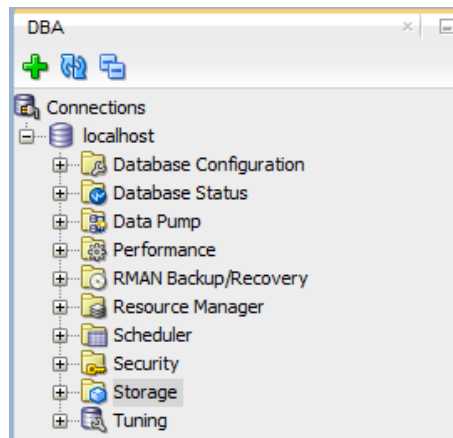 DBA
Connections
localhost
Database Configuration
Database Status
Data Pump
Performance
RMAN Backup/Recovery
Resource Manager
Scheduler
Security
Storage
Tuning